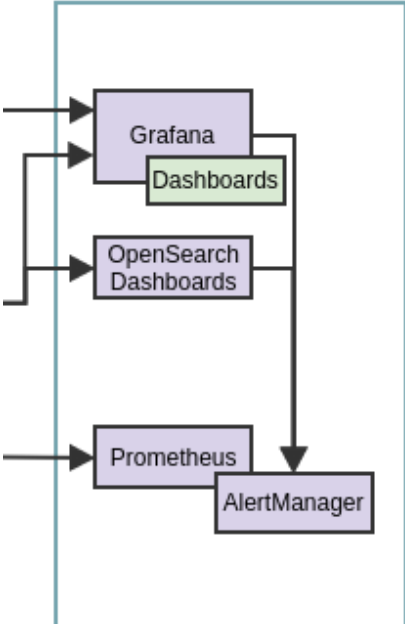 Grafana
Dashboards
OpenSearch
Dashboards
Prometheus
AlertManager